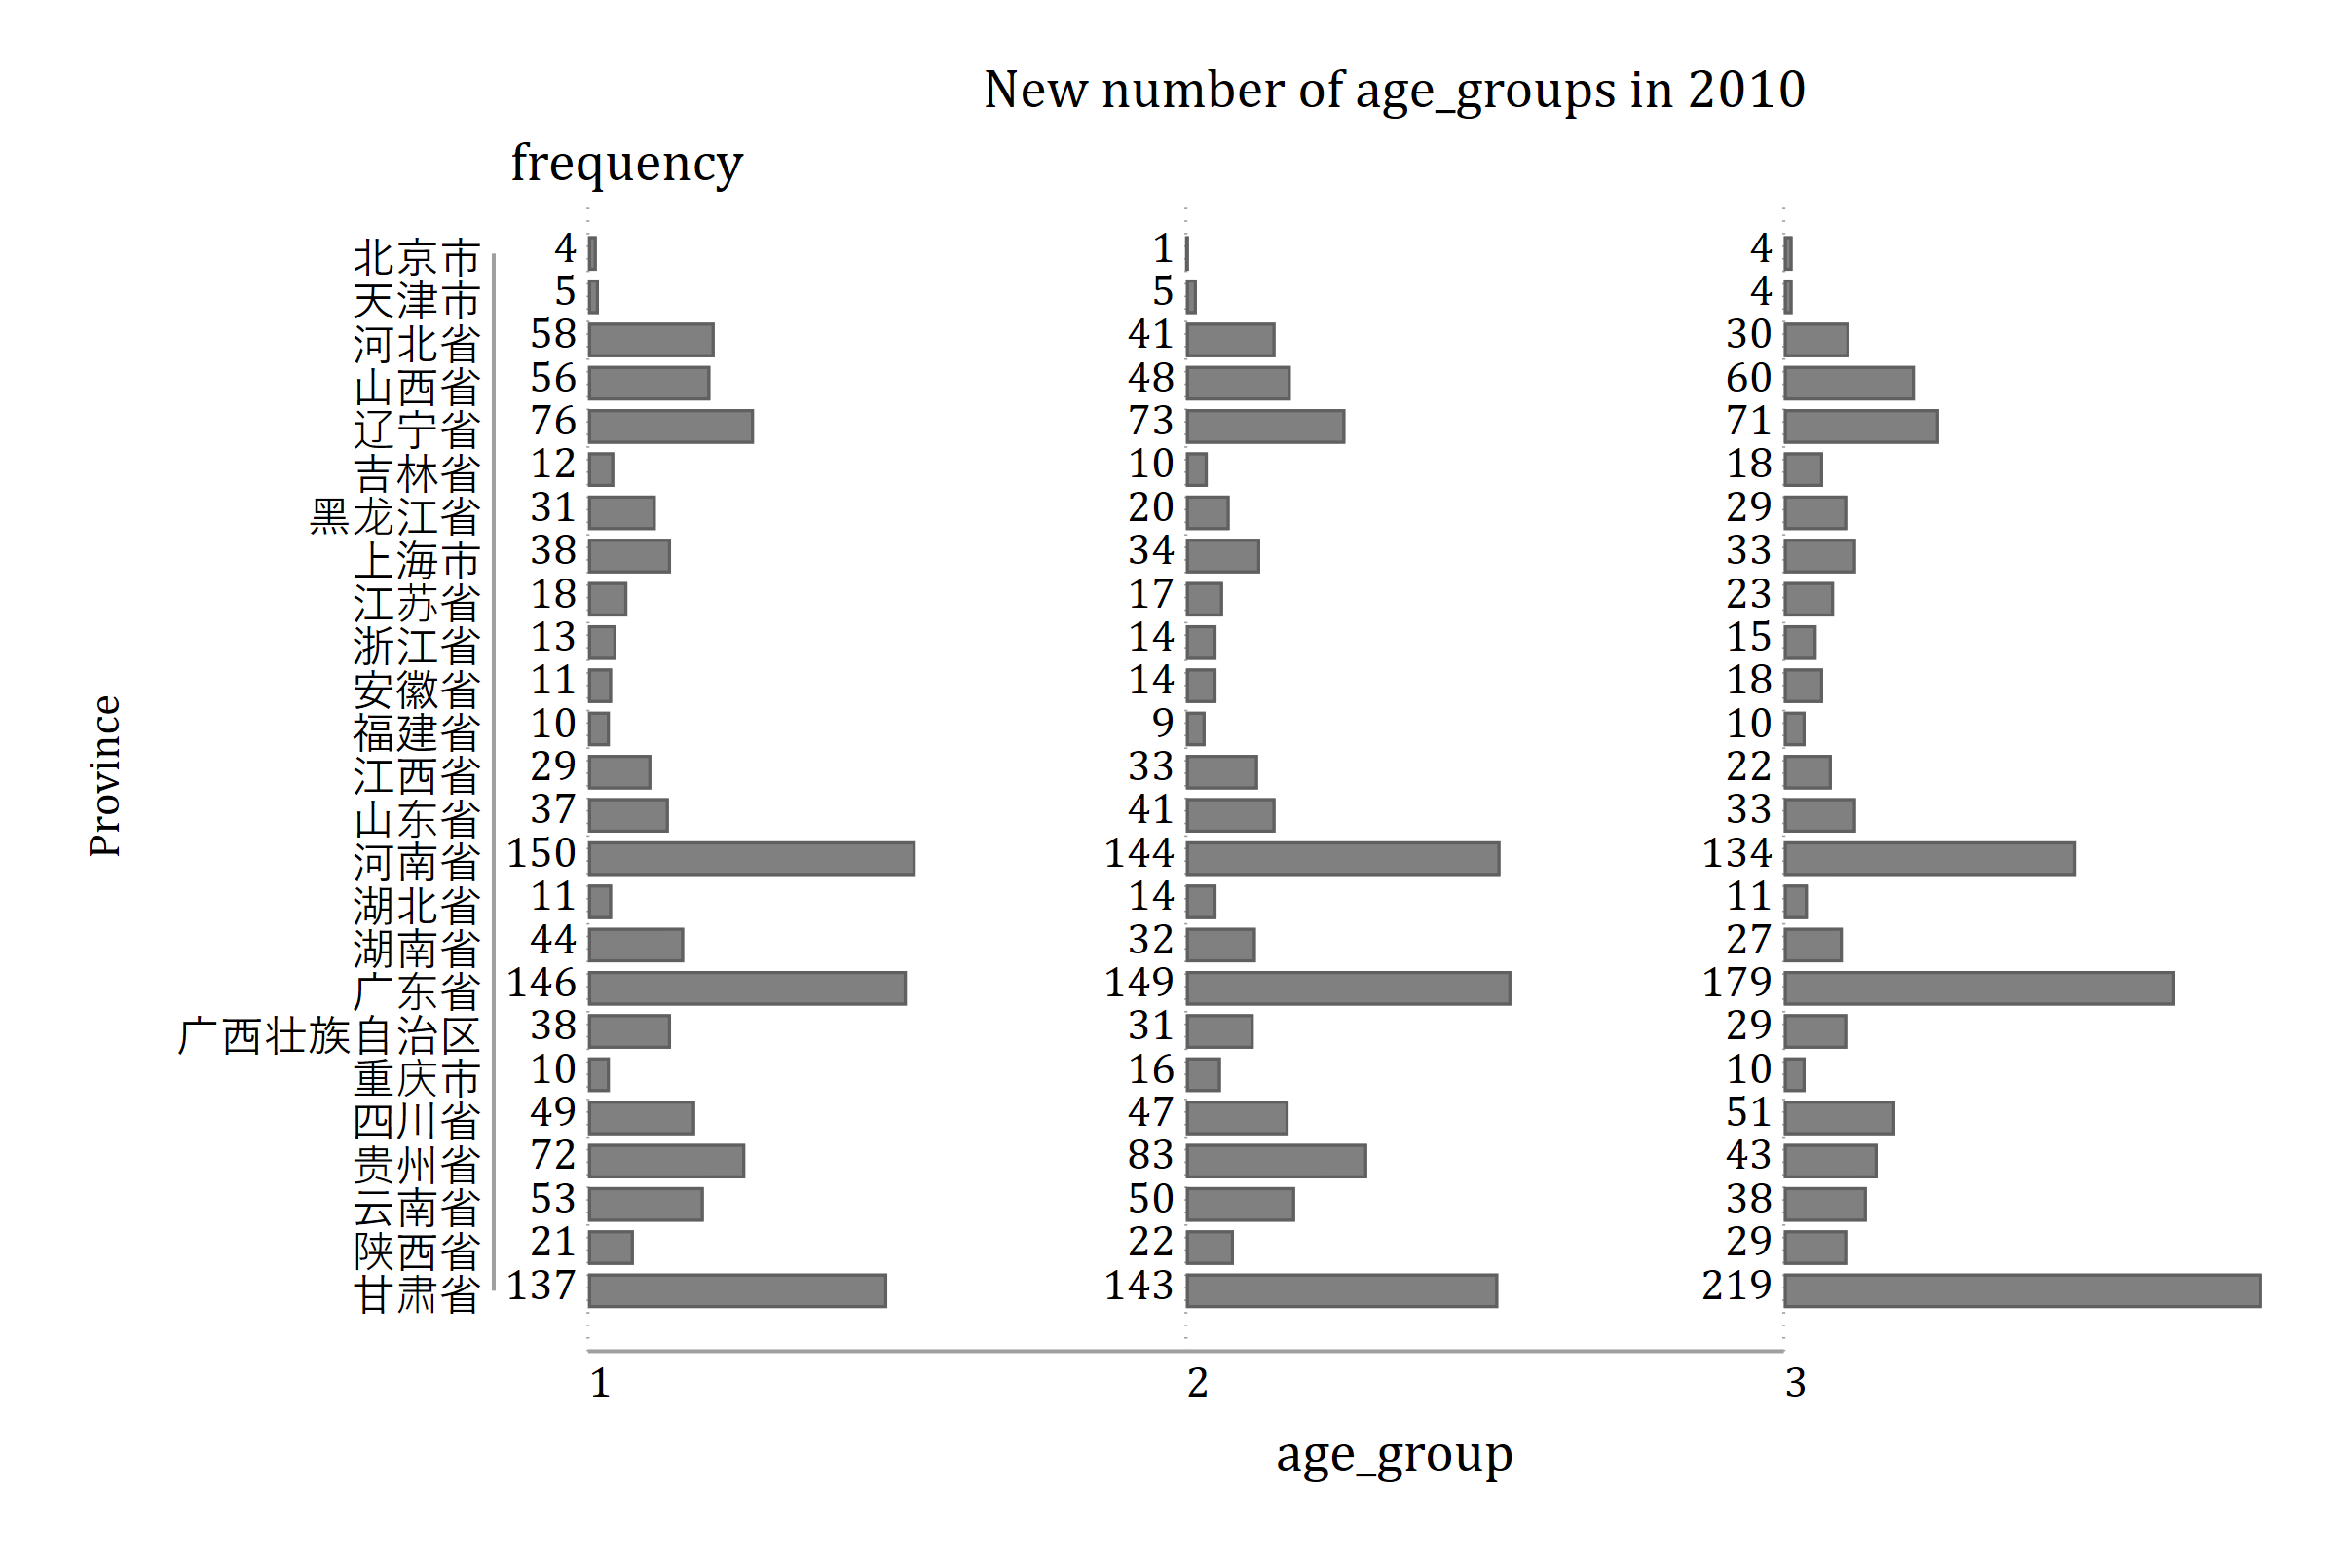 New number of age_groups in 2010
frequency
北京市 4 1 4
天津市 5 5 4
河北省 58 41 30
山西省 56 48 60
辽宁省 76 73 71
吉林省 12 10 18
黑龙江省 31 20 29
上海市 38 34 33
江苏省 18 17 23
浙江省 13 14 15
安徽省 11 14 18
福建省 10 9 10
江西省 29 33 22
山东省 37 41 33
河南省 150 144 134
湖北省 11 14 11
湖南省 44 32 27
广东省 146 149 179
广西壮族自治区 38 31 29
重庆市 10 16 10
四川省 49 47 51
贵州省 72 83 43
云南省 53 50 38
陕西省 21 22 29
甘肃省 137 143 219
Province
1 2 3
age_group